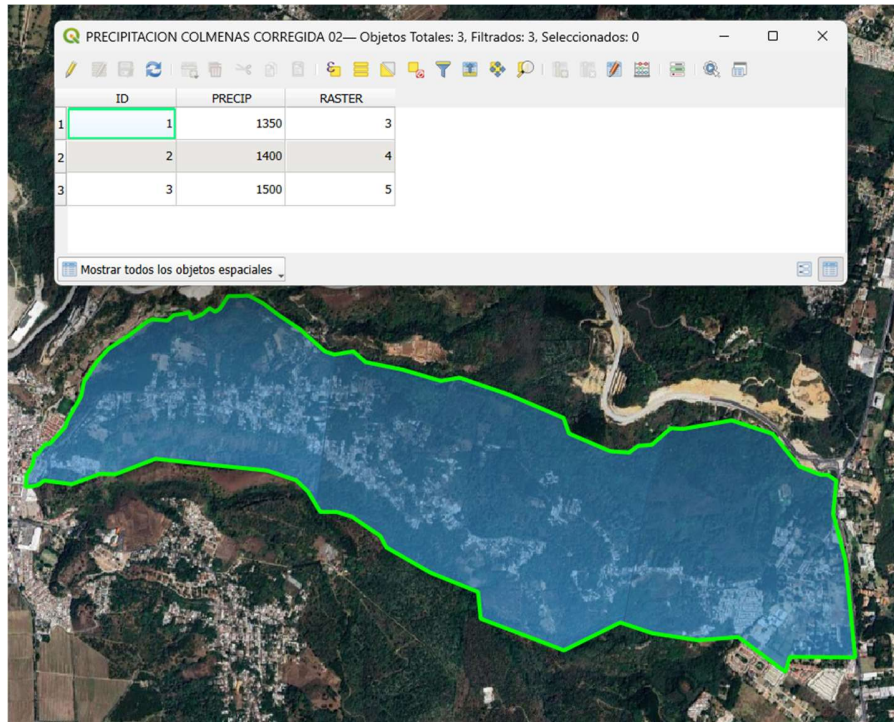 PRECIPITACION COLMENAS CORREGIDA 02— Objetos Totales: 3, Filtrados: 3, Seleccionados: 0
ID PRECIP RASTER
1 1 1350 3
2 2 1400 4
3 3 1500 5
Mostrar todos los objetos espaciales